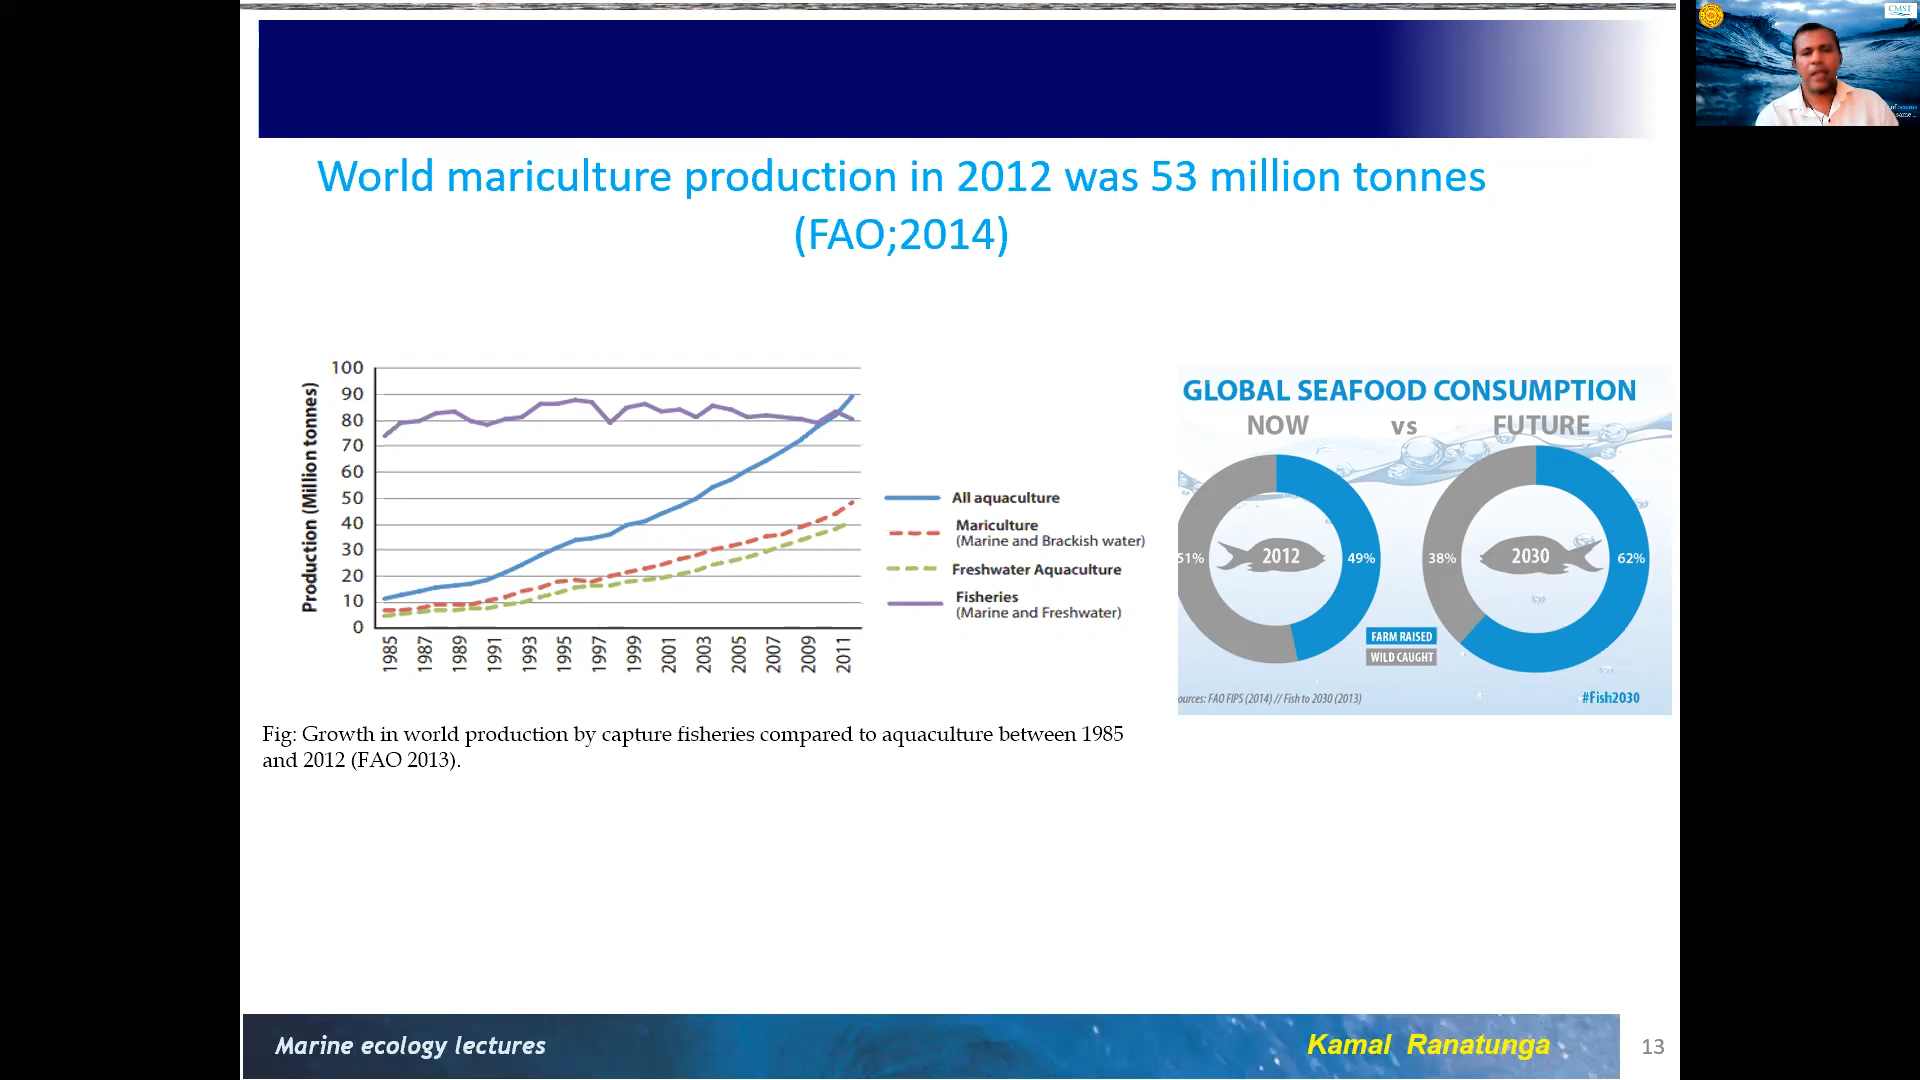 CMST
of oceans
same ...
World mariculture production in 2012 was 53 million tonnes
(FAO;2014)
Production (Million tonnes)
100
90
80
70
60
50
40
30
20
10
0
1985
1987
1989
1991
1993
1995
1997
1999
2001
2003
2005
2007
2009
2011
All aquaculture
Mariculture
(Marine and Brackish water)
Freshwater Aquaculture
Fisheries
(Marine and Freshwater)
Fig: Growth in world production by capture fisheries compared to aquaculture between 1985
and 2012 (FAO 2013).
GLOBAL SEAFOOD CONSUMPTION
NOW vs FUTURE
51% 2012 49% 38% 2030 62%
FARM RAISED
WILD CAUGHT
ources: FAO FIPS (2014) // Fish to 2030 (2013) #Fish2030
Marine ecology lectures Kamal Ranatunga 13